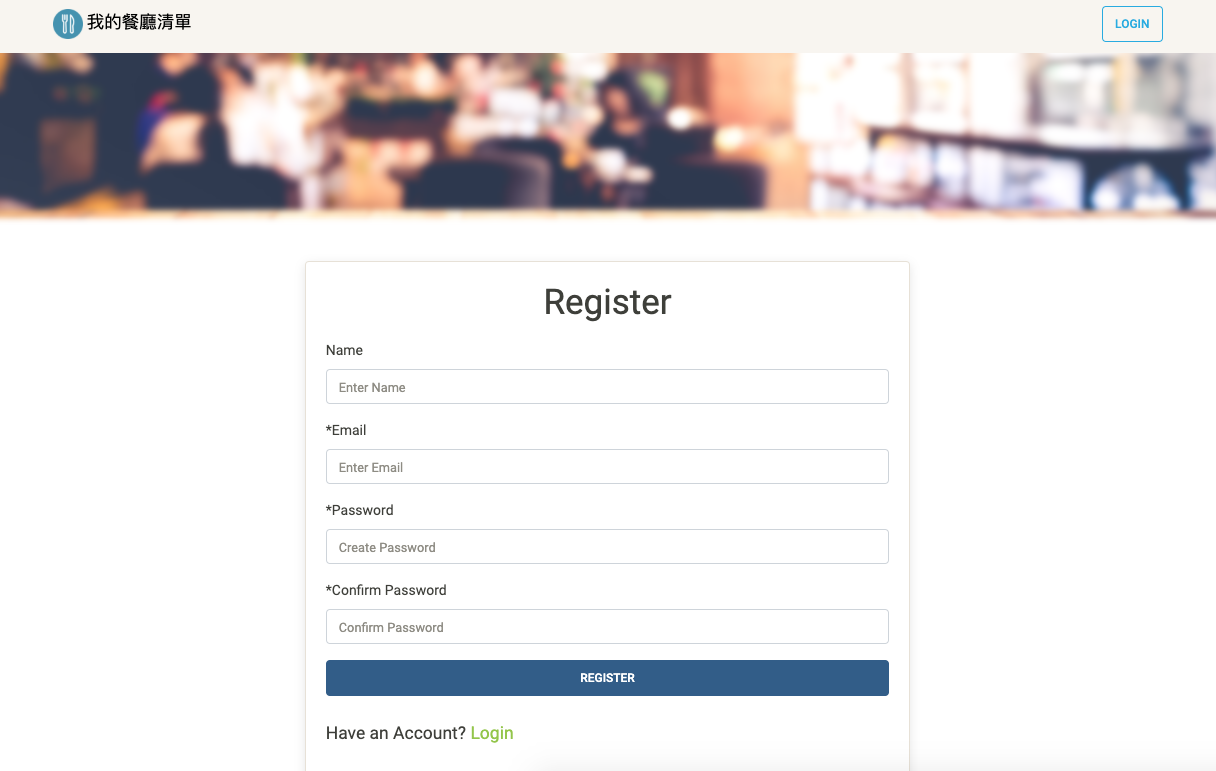 我的餐廳清單
LOGIN
Register
Name
Enter Name
*Email
Enter Email
*Password
Create Password
*Confirm Password
Confirm Password
REGISTER
Have an Account? Login